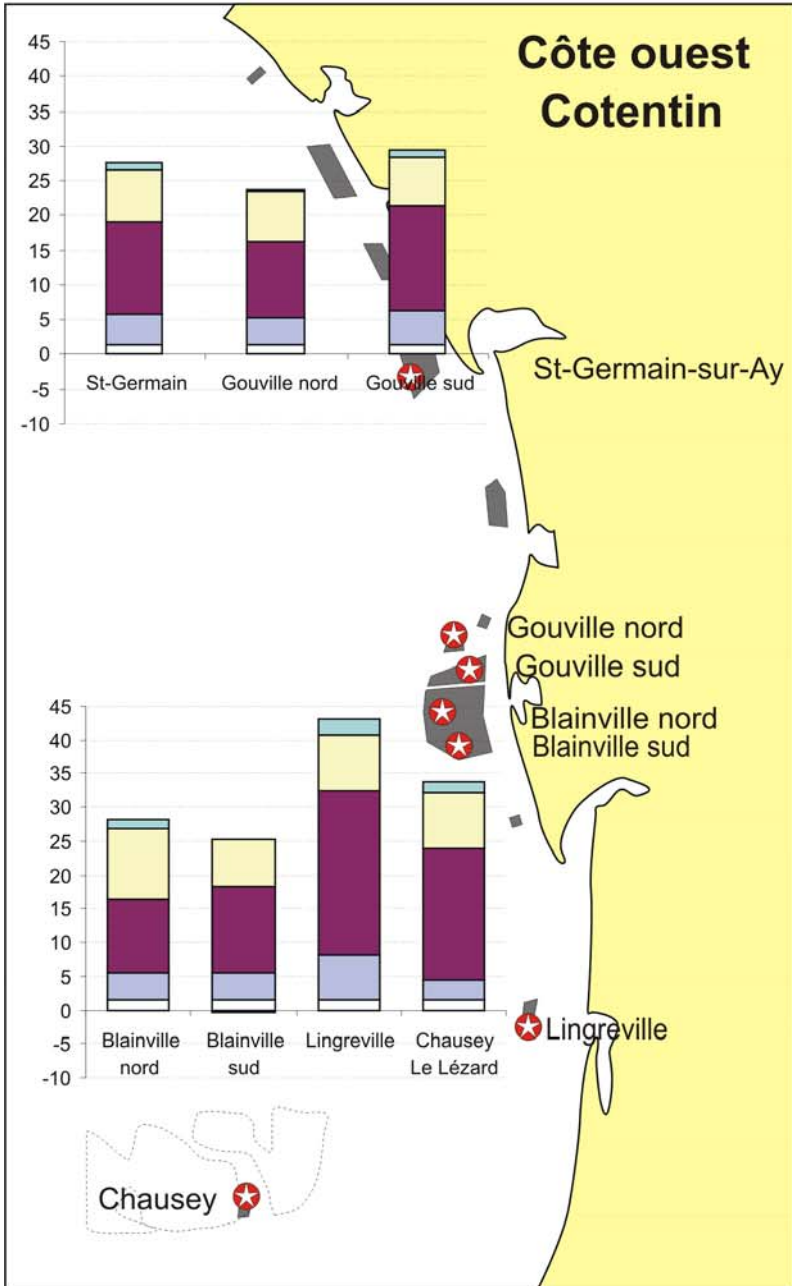 Côte ouest
Cotentin
45
40
35
30
25
20
15
10
5
0
-5
-10
St-Germain
Gouville nord
Gouville sud
St-Germain-sur-Ay
Gouville nord
Gouville sud
Blainville nord
Blainville sud
45
40
35
30
25
20
15
10
5
0
-5
-10
Blainville
nord
Blainville
sud
Lingreville
Chausey
Le Lézard
Lingreville
Chausey